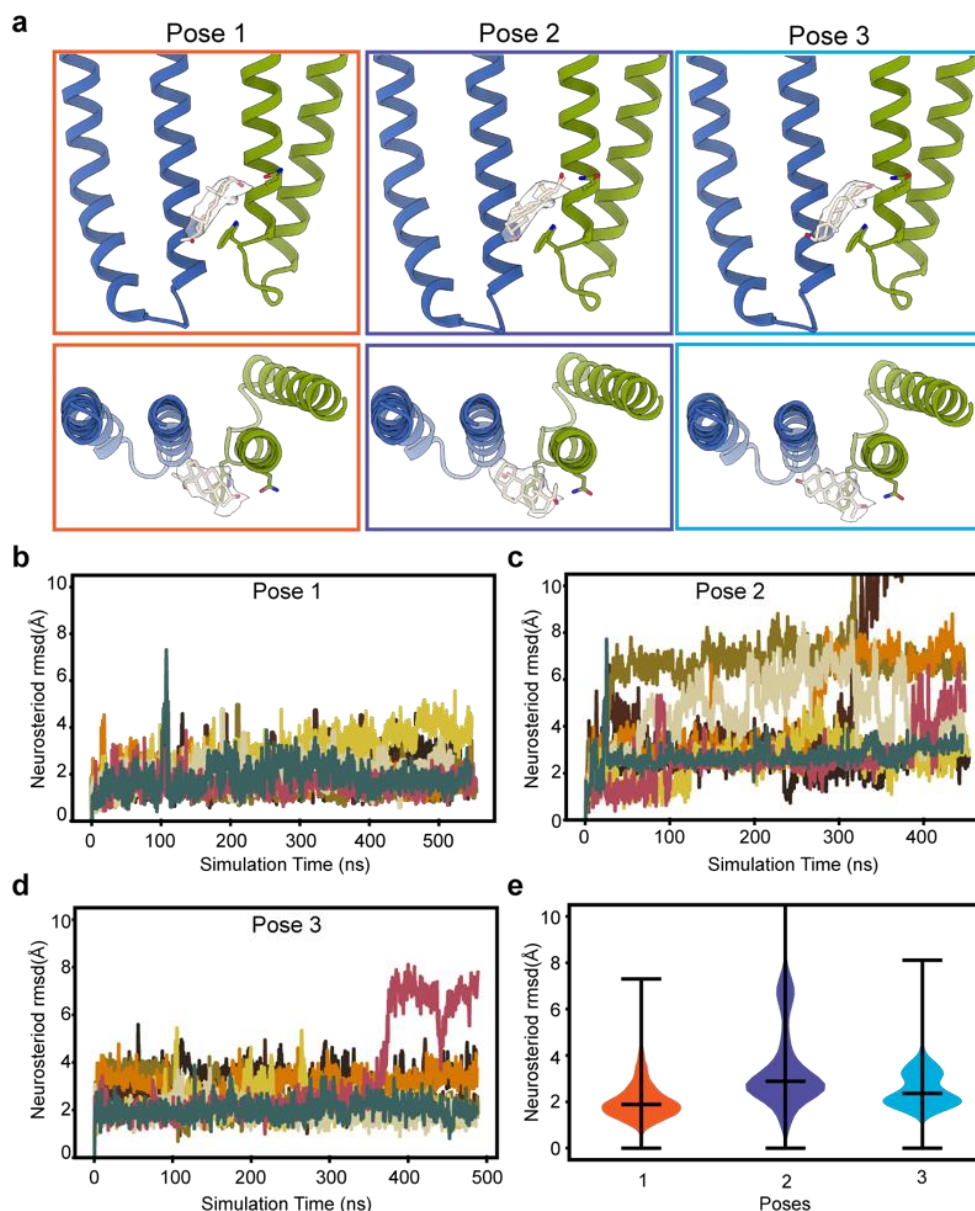 a
Pose 1
Pose 2
Pose 3
b
Pose 1
Neurosteriod rmsd(Å)
10
8
6
4
2
0
0 100 200 300 400 500
Simulation Time (ns)
c
Pose 2
Neurosteriod rmsd(Å)
10
8
6
4
2
0
0 100 200 300 400
Simulation Time (ns)
d
Pose 3
Neurosteriod rmsd(Å)
10
8
6
4
2
0
0 100 200 300 400 500
Simulation Time (ns)
e
Neurosteriod rmsd(Å)
10
8
6
4
2
0
1 2 3
Poses